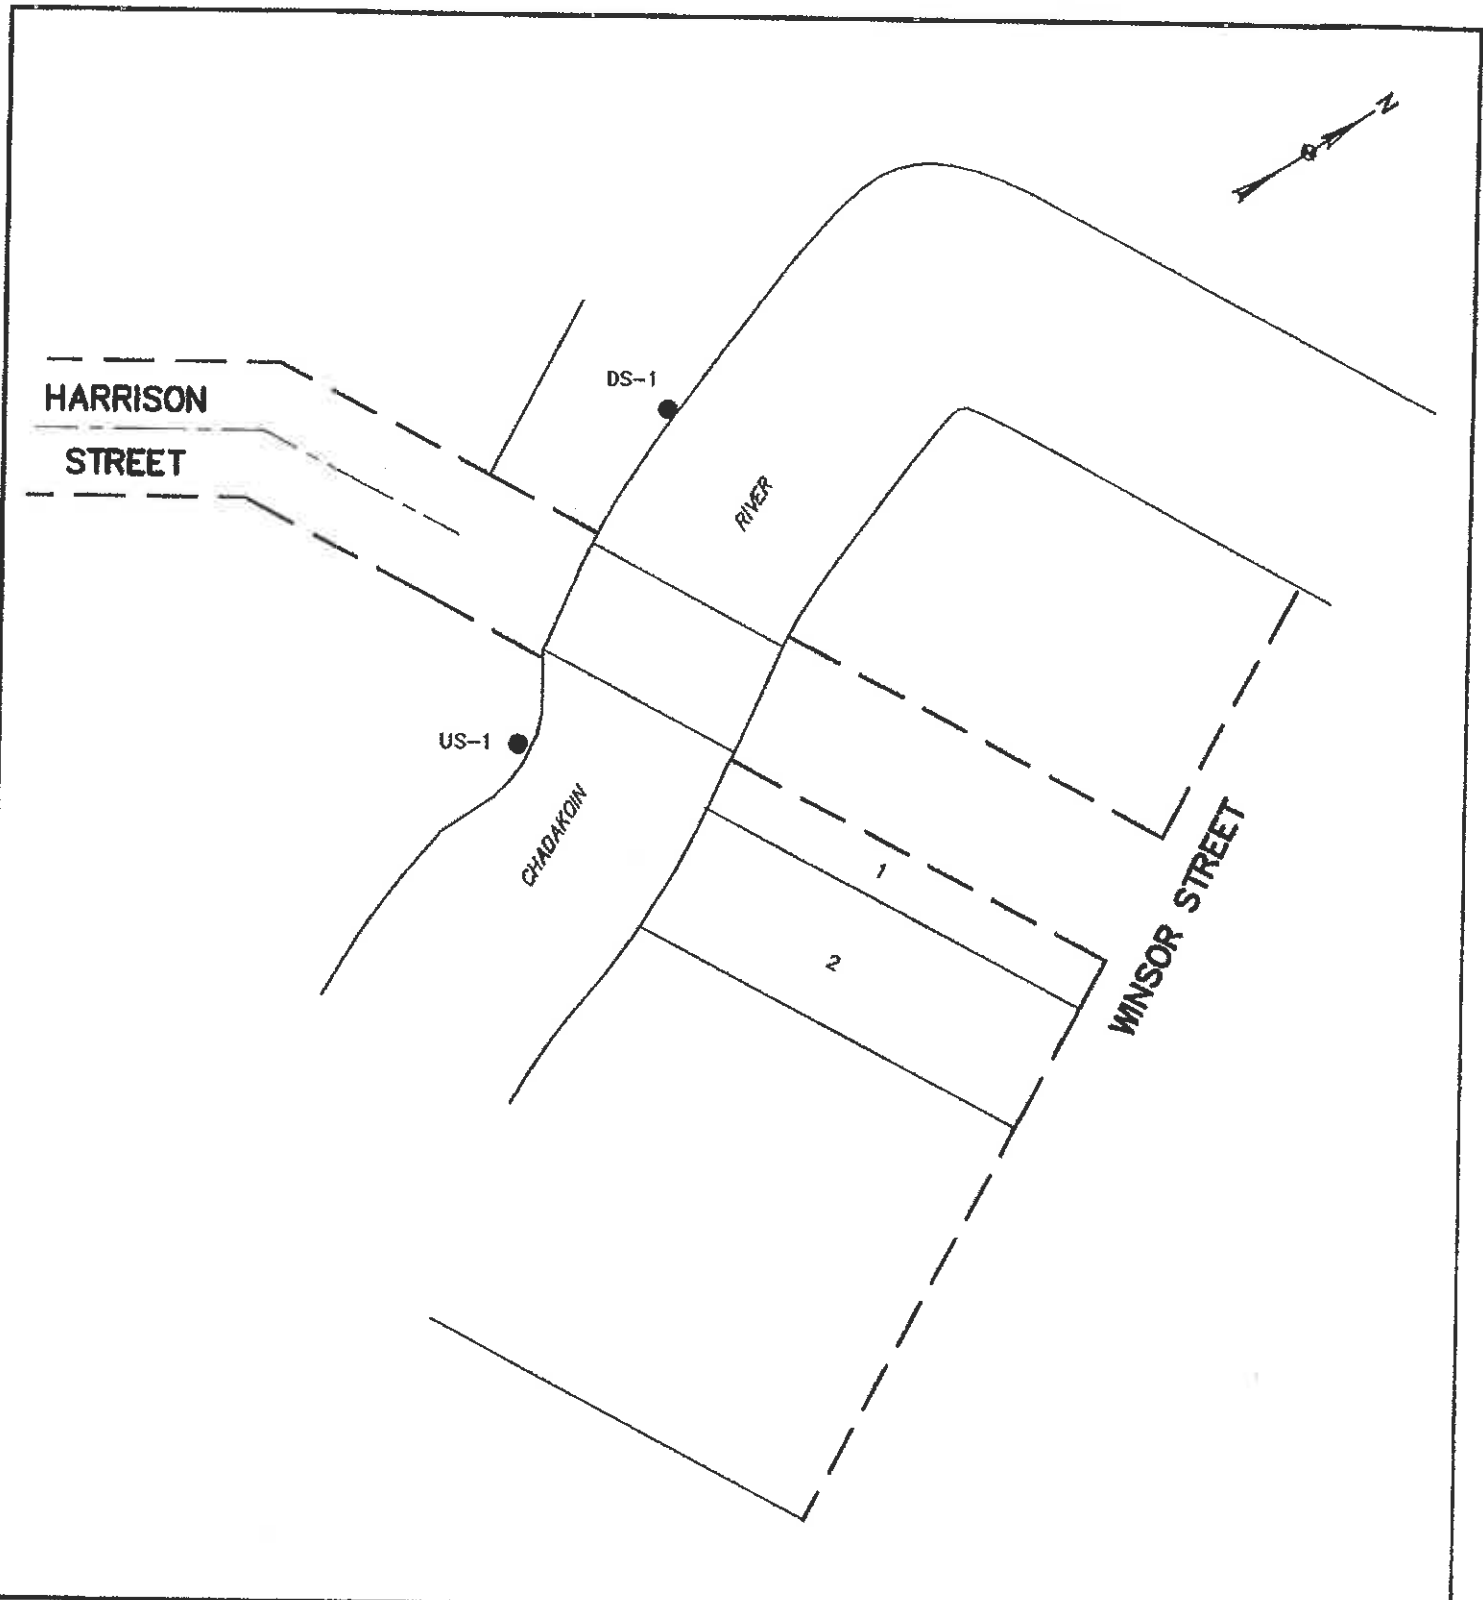 N
DS-1
HARRISON
STREET
RIVER
US-1
CHADAKOIN
1
2
WINSOR STREET